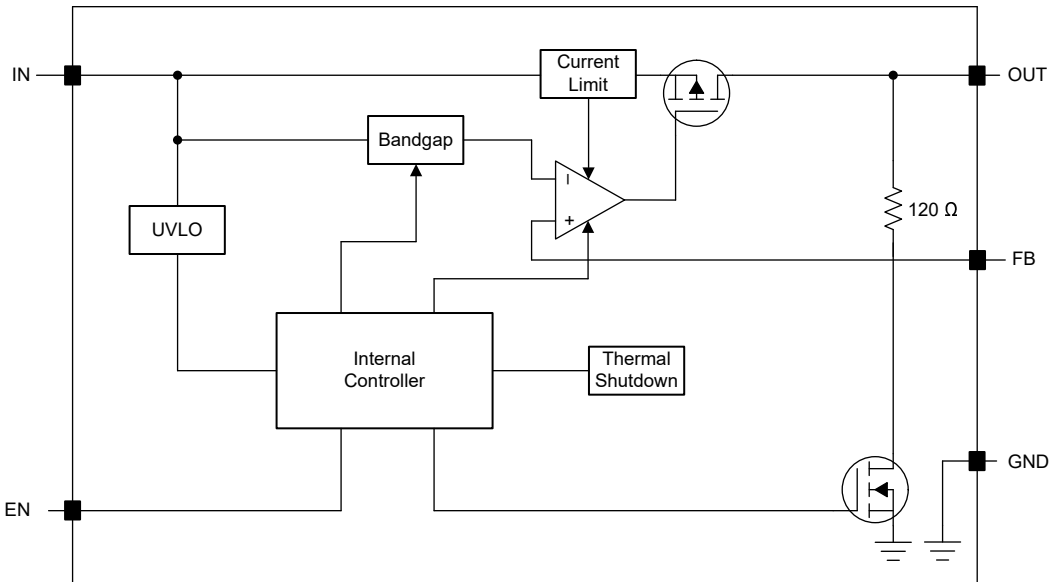 IN
Current
Limit
OUT
Bandgap
UVLO
–
+
120 Ω
FB
Internal
Controller
Thermal
Shutdown
GND
EN